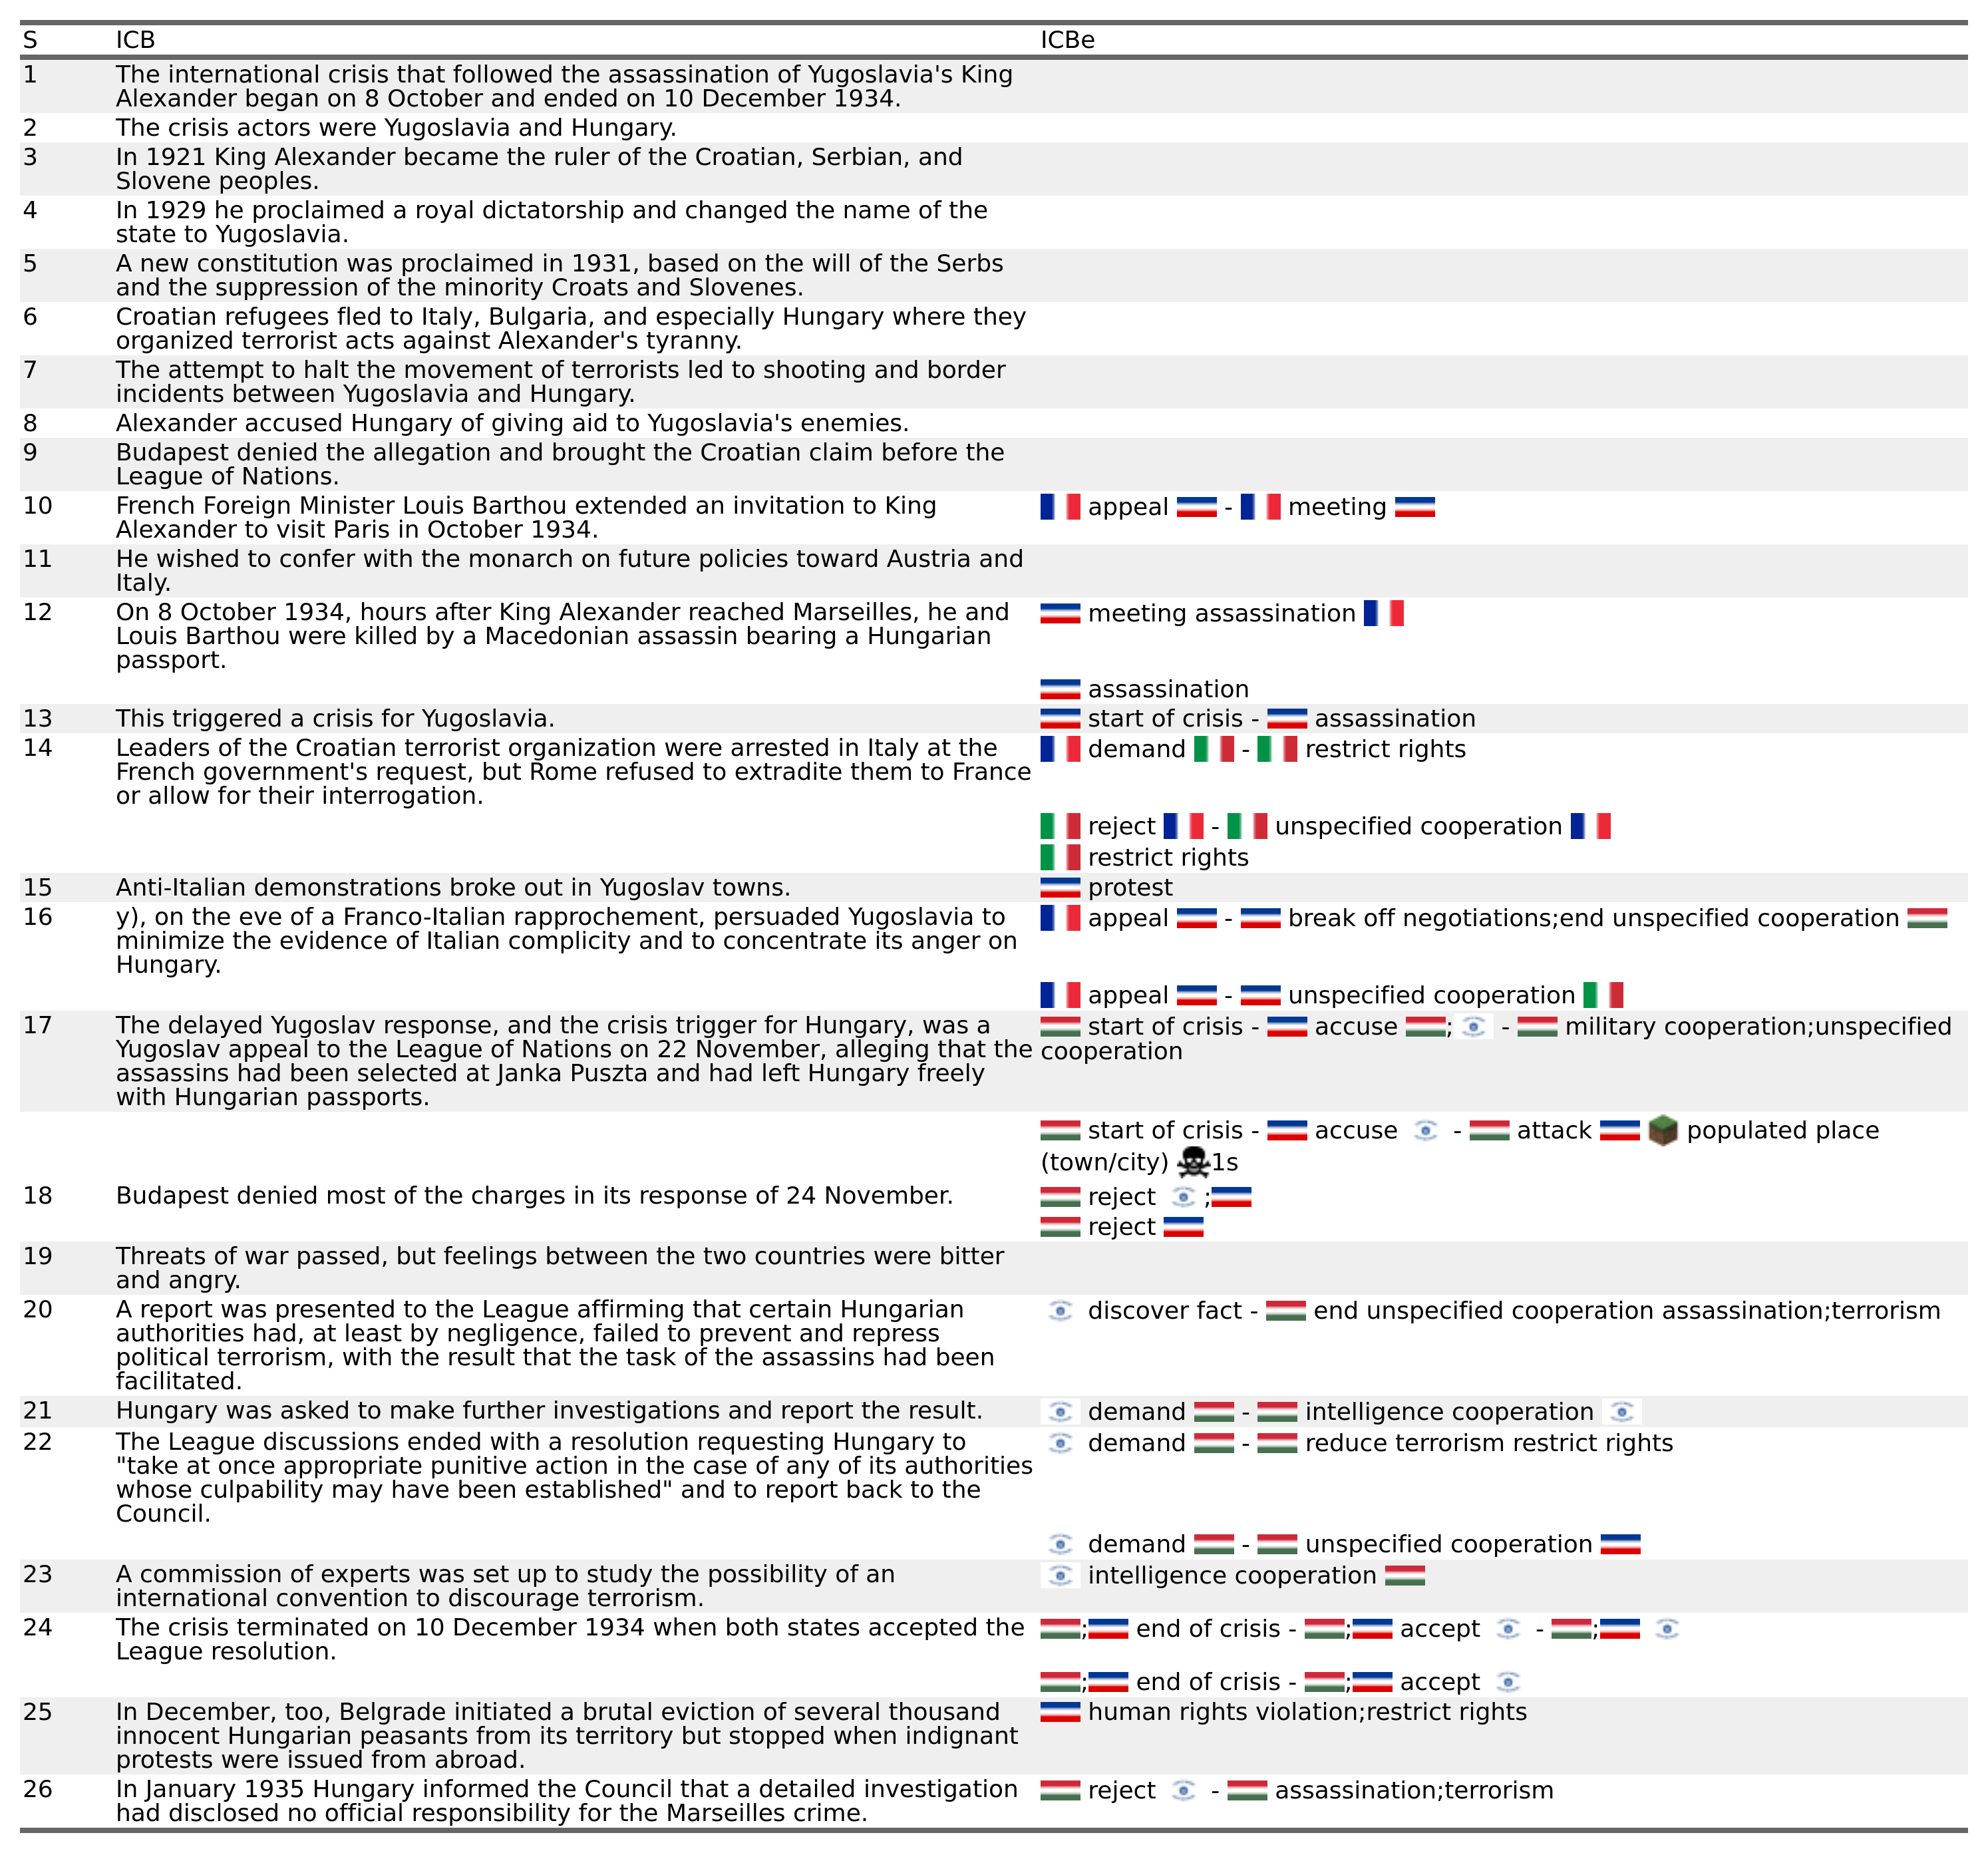 S ICB ICBe
1 The international crisis that followed the assassination of Yugoslavia's King
Alexander began on 8 October and ended on 10 December 1934.
2 The crisis actors were Yugoslavia and Hungary.
3 In 1921 King Alexander became the ruler of the Croatian, Serbian, and
Slovene peoples.
4 In 1929 he proclaimed a royal dictatorship and changed the name of the
state to Yugoslavia.
5 A new constitution was proclaimed in 1931, based on the will of the Serbs
and the suppression of the minority Croats and Slovenes.
6 Croatian refugees fled to Italy, Bulgaria, and especially Hungary where they
organized terrorist acts against Alexander's tyranny.
7 The attempt to halt the movement of terrorists led to shooting and border
incidents between Yugoslavia and Hungary.
8 Alexander accused Hungary of giving aid to Yugoslavia's enemies.
9 Budapest denied the allegation and brought the Croatian claim before the
League of Nations.
10 French Foreign Minister Louis Barthou extended an invitation to King appeal - meeting
Alexander to visit Paris in October 1934.
11 He wished to confer with the monarch on future policies toward Austria and
Italy.
12 On 8 October 1934, hours after King Alexander reached Marseilles, he and meeting assassination
Louis Barthou were killed by a Macedonian assassin bearing a Hungarian
passport.
assassination
13 This triggered a crisis for Yugoslavia. start of crisis - assassination
14 Leaders of the Croatian terrorist organization were arrested in Italy at the demand - restrict rights
French government's request, but Rome refused to extradite them to France
or allow for their interrogation.
reject - unspecified cooperation
restrict rights
15 Anti-Italian demonstrations broke out in Yugoslav towns. protest
16 y), on the eve of a Franco-Italian rapprochement, persuaded Yugoslavia to appeal - break off negotiations;end unspecified cooperation
minimize the evidence of Italian complicity and to concentrate its anger on
Hungary.
appeal - unspecified cooperation
17 The delayed Yugoslav response, and the crisis trigger for Hungary, was a start of crisis - accuse ; - military cooperation;unspecified
Yugoslav appeal to the League of Nations on 22 November, alleging that the cooperation
assassins had been selected at Janka Puszta and had left Hungary freely
with Hungarian passports.
start of crisis - accuse - attack populated place
(town/city) 1s
18 Budapest denied most of the charges in its response of 24 November. reject ;
reject
19 Threats of war passed, but feelings between the two countries were bitter
and angry.
20 A report was presented to the League affirming that certain Hungarian discover fact - end unspecified cooperation assassination;terrorism
authorities had, at least by negligence, failed to prevent and repress
political terrorism, with the result that the task of the assassins had been
facilitated.
21 Hungary was asked to make further investigations and report the result. demand - intelligence cooperation
22 The League discussions ended with a resolution requesting Hungary to demand - reduce terrorism restrict rights
"take at once appropriate punitive action in the case of any of its authorities
whose culpability may have been established" and to report back to the
Council.
demand - unspecified cooperation
23 A commission of experts was set up to study the possibility of an intelligence cooperation
international convention to discourage terrorism.
24 The crisis terminated on 10 December 1934 when both states accepted the ; end of crisis - ; accept - ;
League resolution.
; end of crisis - ; accept
25 In December, too, Belgrade initiated a brutal eviction of several thousand human rights violation;restrict rights
innocent Hungarian peasants from its territory but stopped when indignant
protests were issued from abroad.
26 In January 1935 Hungary informed the Council that a detailed investigation reject - assassination;terrorism
had disclosed no official responsibility for the Marseilles crime.